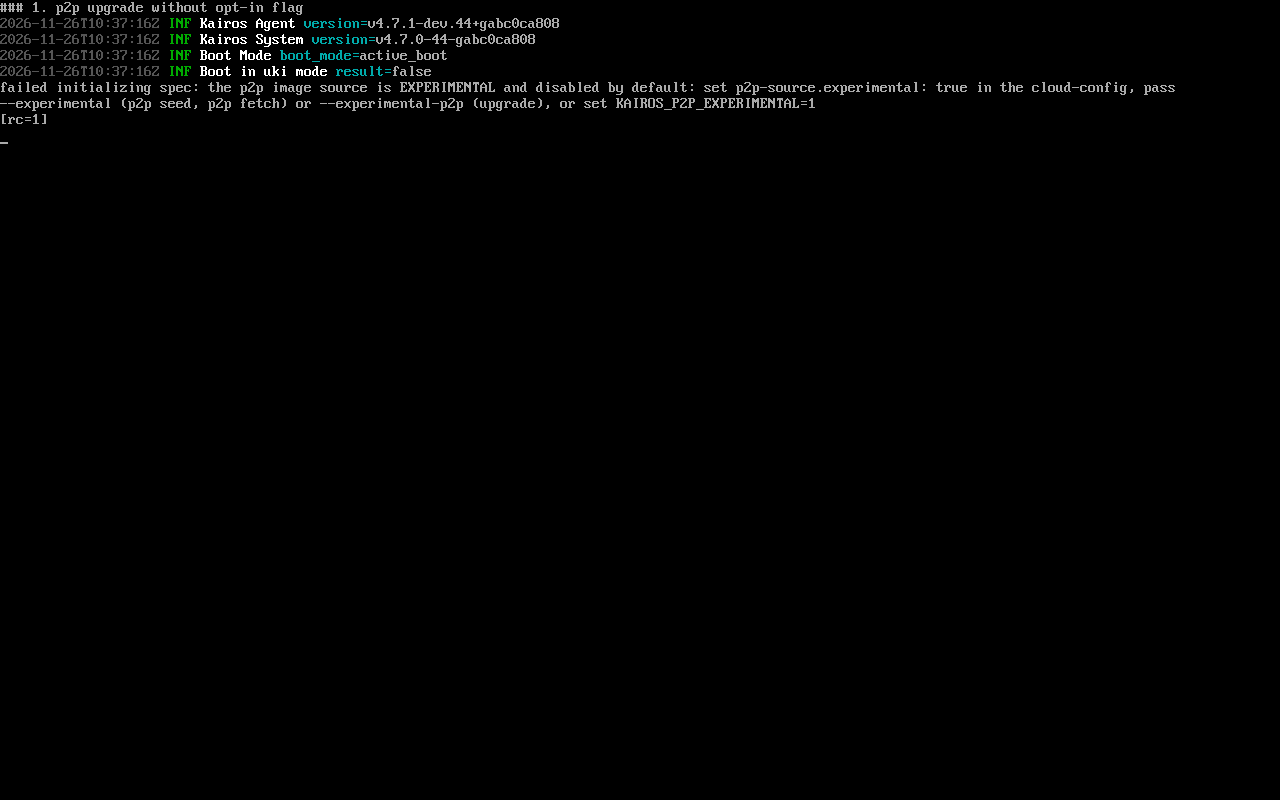 ### 1. p2p upgrade without opt-in flag
2026-11-26T10:37:16Z INF Kairos Agent version=v4.7.1-dev.44+gabc0ca808
2026-11-26T10:37:16Z INF Kairos System version=v4.7.0-44-gabc0ca808
2026-11-26T10:37:16Z INF Boot Mode boot_mode=active_boot
2026-11-26T10:37:16Z INF Boot in uki mode result=false
failed initializing spec: the p2p image source is EXPERIMENTAL and disabled by default: set p2p-source.experimental: true in the cloud-config, pass
--experimental (p2p seed, p2p fetch) or --experimental-p2p (upgrade), or set KAIROS_P2P_EXPERIMENTAL=1
[rc=1]